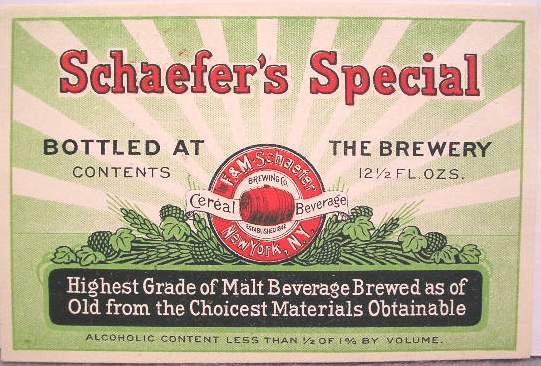 Schaefer's Special
BOTTLED AT THE BREWERY
CONTENTS 12½ FL. OZS.
The F. & M. Schaefer
BREWING CO.
Cereal Beverage
ESTABLISHED 1842
NEW YORK, N.Y.
Highest Grade of Malt Beverage Brewed as of
Old from the Choicest Materials Obtainable
ALCOHOLIC CONTENT LESS THAN ½ OF 1% BY VOLUME.